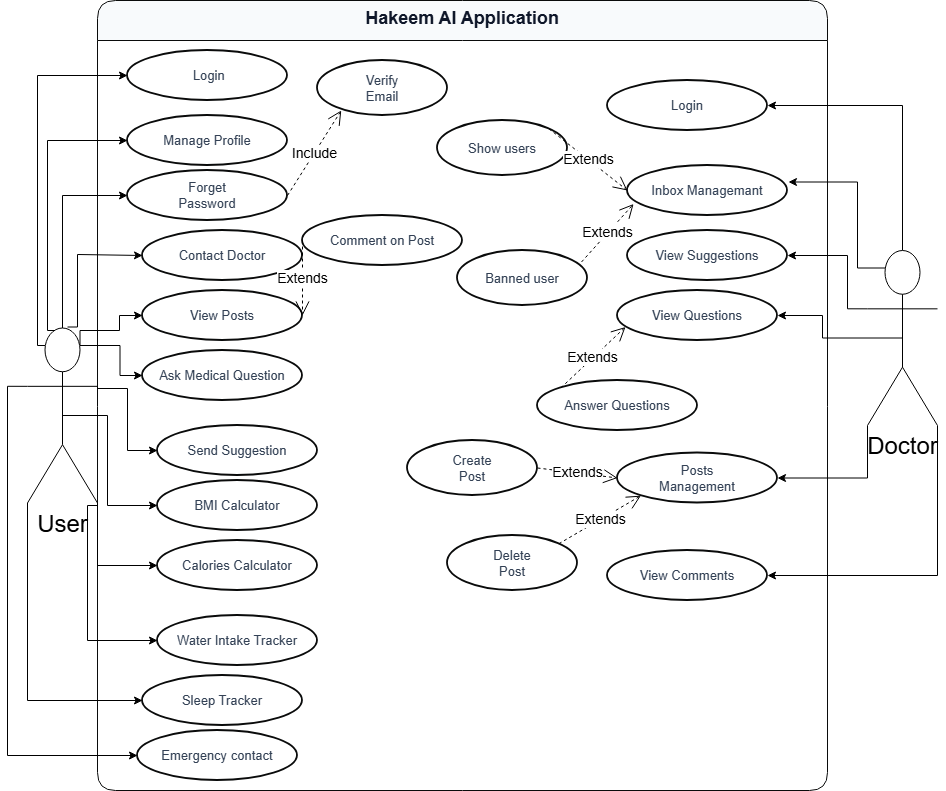 Hakeem AI Application
Login
Verify
Email
Manage Profile
Include
Forget
Password
Contact Doctor
Comment on Post
Extends
View Posts
Ask Medical Question
Send Suggestion
BMI Calculator
Calories Calculator
Water Intake Tracker
Sleep Tracker
Emergency contact
User
Login
Show users
Extends
Inbox Managemant
Extends
Banned user
View Suggestions
View Questions
Extends
Answer Questions
Create
Post
Extends
Posts
Management
Extends
Delete
Post
View Comments
Doctor